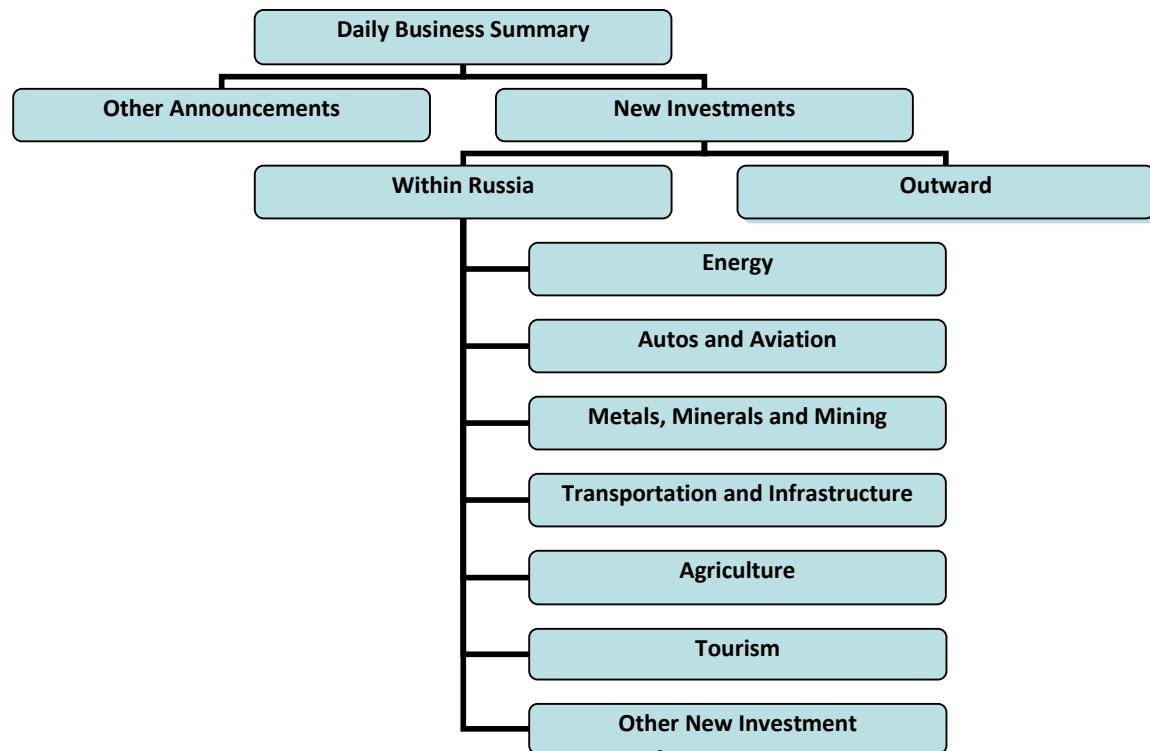 Daily Business Summary
Other Announcements
New Investments
Within Russia
Outward
Energy
Autos and Aviation
Metals, Minerals and Mining
Transportation and Infrastructure
Agriculture
Tourism
Other New Investment